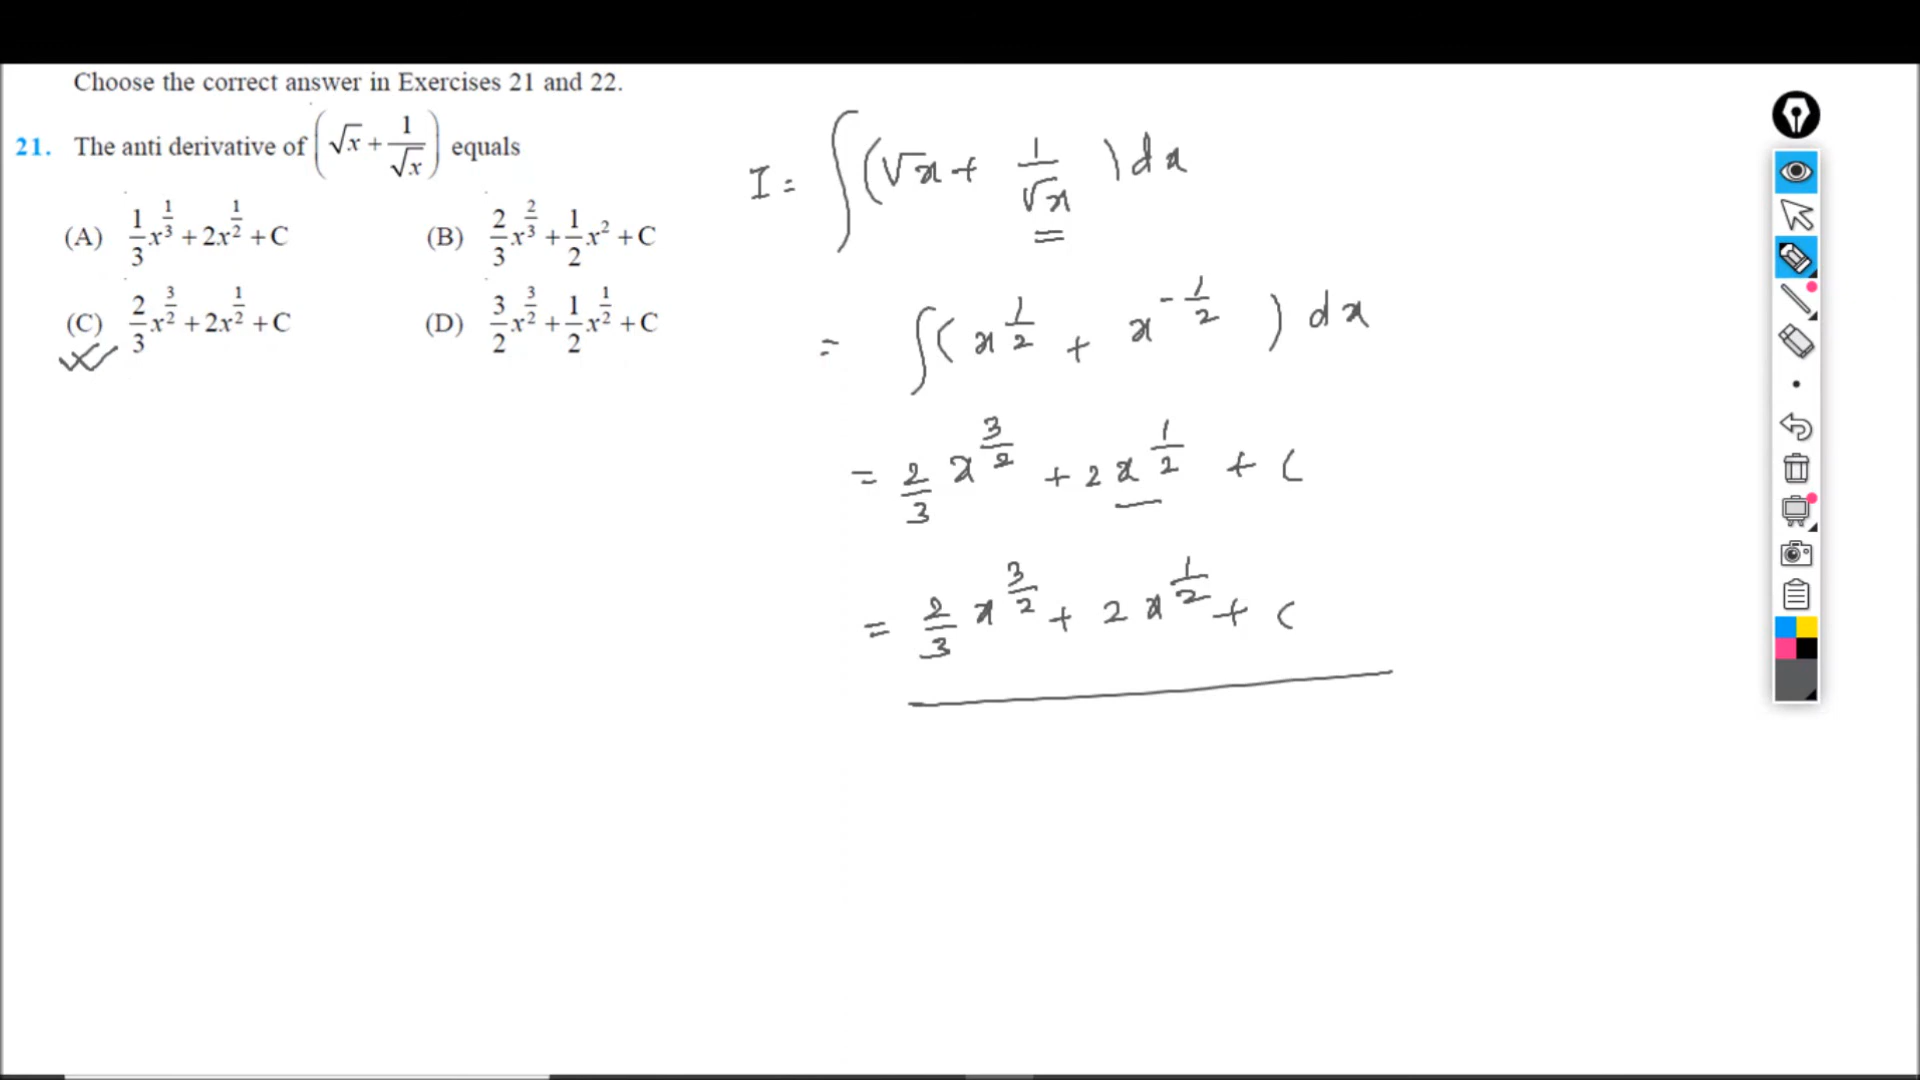 Choose the correct answer in Exercises 21 and 22.
21. The anti derivative of (√x + 1/√x) equals
(A) 1/3 x^(1/3) + 2x^(1/2) + C (B) 2/3 x^(2/3) + 1/2 x^2 + C
(C) 2/3 x^(3/2) + 2x^(1/2) + C (D) 3/2 x^(3/2) + 1/2 x^(1/2) + C
I = ∫(√x + 1/√x) dx
= ∫(x^(1/2) + x^(-1/2)) dx
= 2/3 x^(3/2) + 2x^(1/2) + C
= 2/3 x^(3/2) + 2x^(1/2) + C